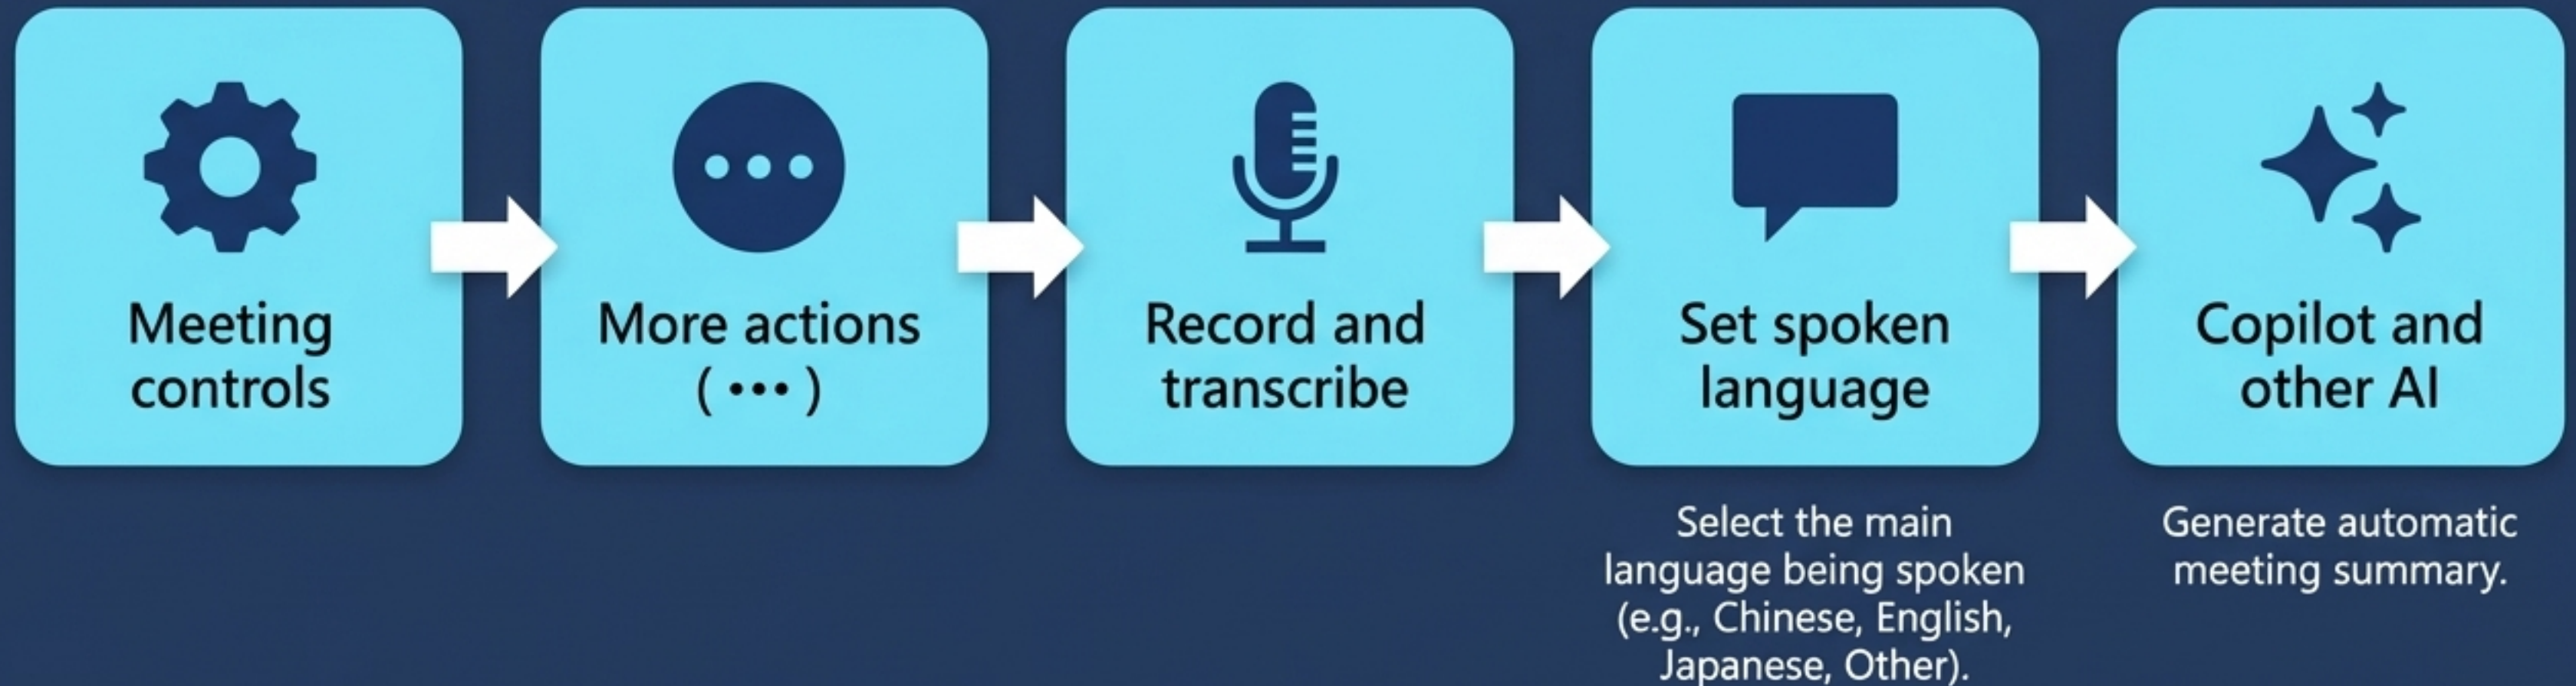 Meeting
controls
More actions
( ••• )
Record and
transcribe
Set spoken
language
Select the main
language being spoken
(e.g., Chinese, English,
Japanese, Other).
Copilot and
other AI
Generate automatic
meeting summary.